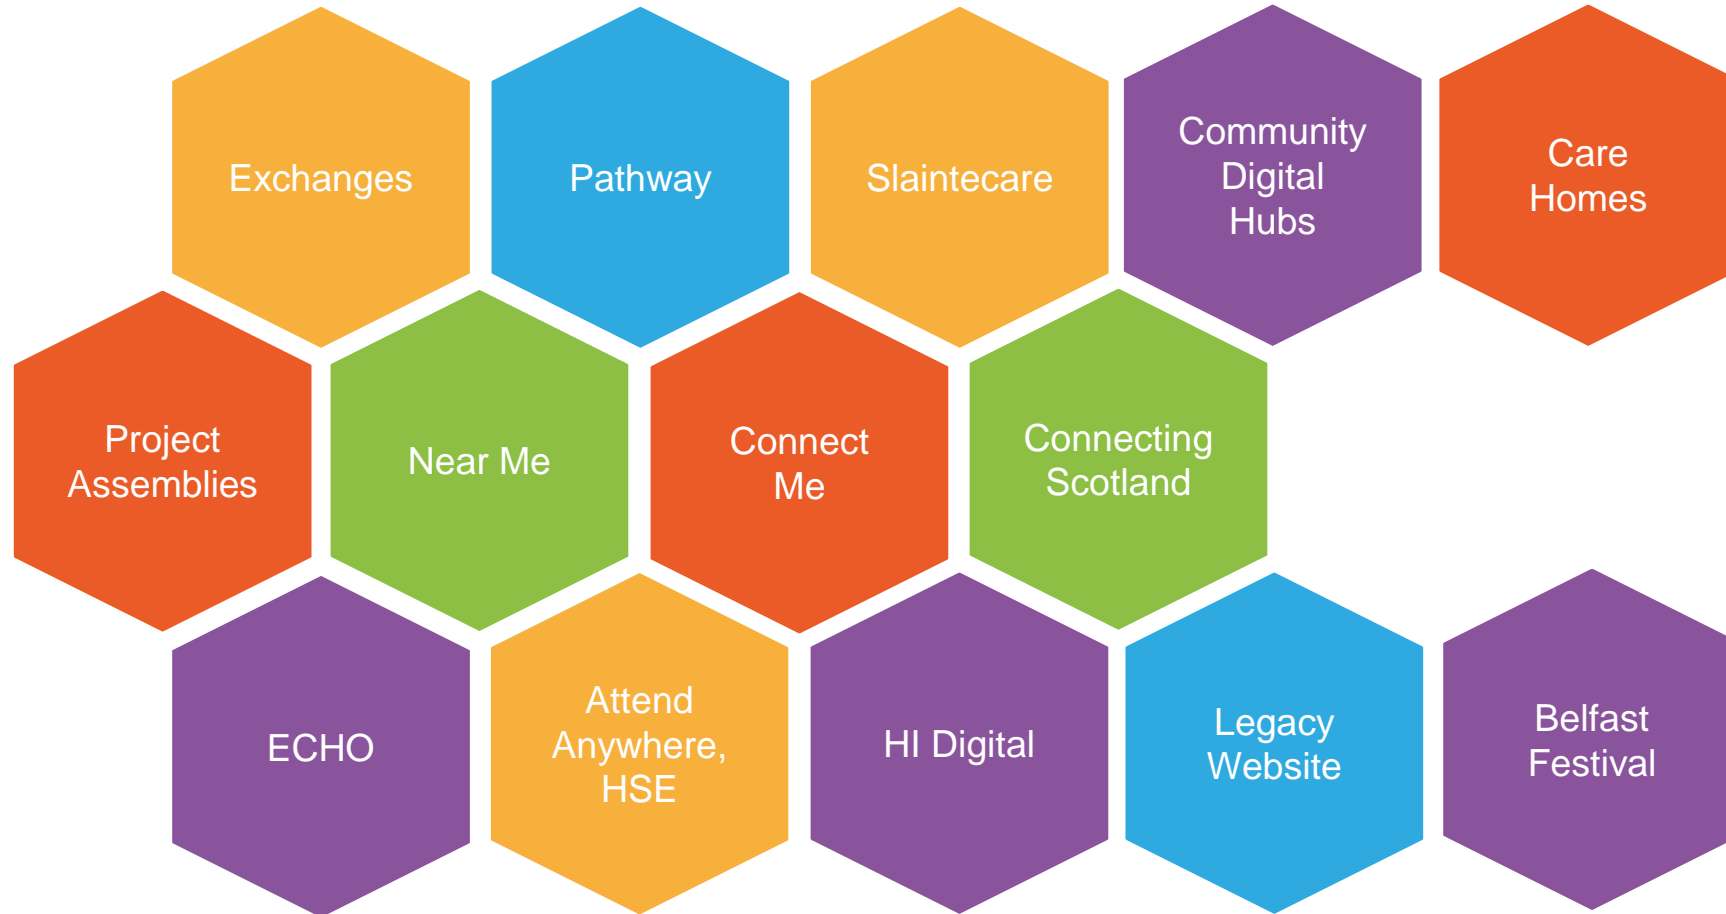 Exchanges
Pathway
Slaintecare
Community
Digital
Hubs
Care
Homes
Project
Assemblies
Near Me
Connect
Me
Connecting
Scotland
ECHO
Attend
Anywhere,
HSE
HI Digital
Legacy
Website
Belfast
Festival